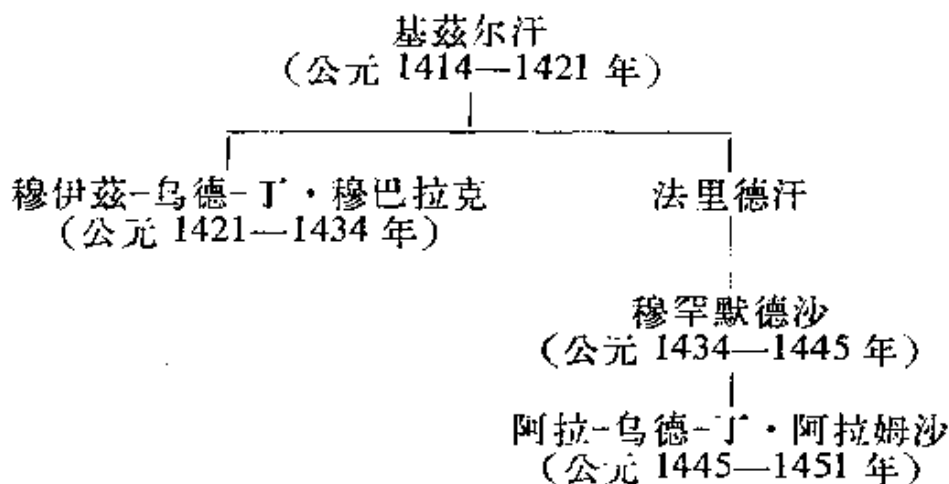 基兹尔汗
（公元 1414—1421 年）
穆伊兹-乌德-丁·穆巴拉克
（公元 1421—1434 年）
法里德汗
穆罕默德沙
（公元 1434—1445 年）
阿拉-乌德-丁·阿拉姆沙
（公元 1445—1451 年）